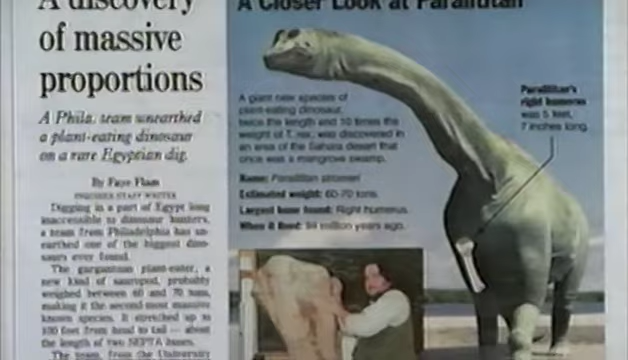 A discovery
of massive
proportions
A Phila. team unearthed
a plant-eating dinosaur
on a rare Egyptian dig.
By Faye Flam
INQUIRER STAFF WRITER
Digging in a part of Egypt long
inaccessible to dinosaur hunters,
a team from Philadelphia has un-
earthed one of the biggest dino-
saurs ever found.
The gargantuan plant-eater, a
new kind of sauropod, probably
weighed between 60 and 70 tons,
making it the second-most massive
known species. It stretched up to
100 feet from head to tail — about
the length of two SEPTA buses.
The team, from the University
A Closer Look at Paralititan
A giant new species of
plant-eating dinosaur,
twice the length and 10 times the
weight of T. rex, was discovered in
an area of the Sahara desert that
once was a mangrove swamp.
Name: Paralititan stromeri
Estimated weight: 60-70 tons.
Largest bone found: Right humerus.
When it lived: 94 million years ago.
Paralititan's
right humerus
was 5 feet,
7 inches long.